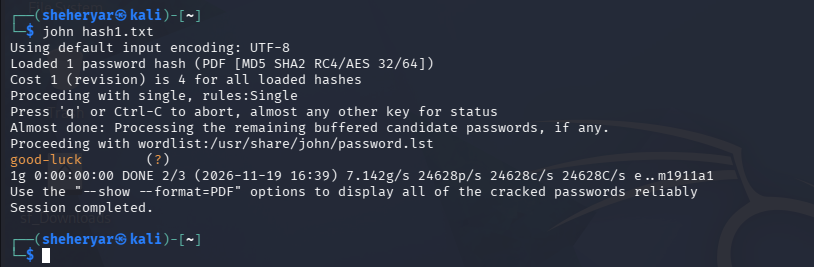 ┌──(sheheryar㉿kali)-[~]
└─$ john hash1.txt
Using default input encoding: UTF-8
Loaded 1 password hash (PDF [MD5 SHA2 RC4/AES 32/64])
Cost 1 (revision) is 4 for all loaded hashes
Proceeding with single, rules:Single
Press 'q' or Ctrl-C to abort, almost any other key for status
Almost done: Processing the remaining buffered candidate passwords, if any.
Proceeding with wordlist:/usr/share/john/password.lst
good-luck        (?)
1g 0:00:00:00 DONE 2/3 (2026-11-19 16:39) 7.142g/s 24628p/s 24628c/s 24628C/s e..m1911a1
Use the "--show --format=PDF" options to display all of the cracked passwords reliably
Session completed.
┌──(sheheryar㉿kali)-[~]
└─$